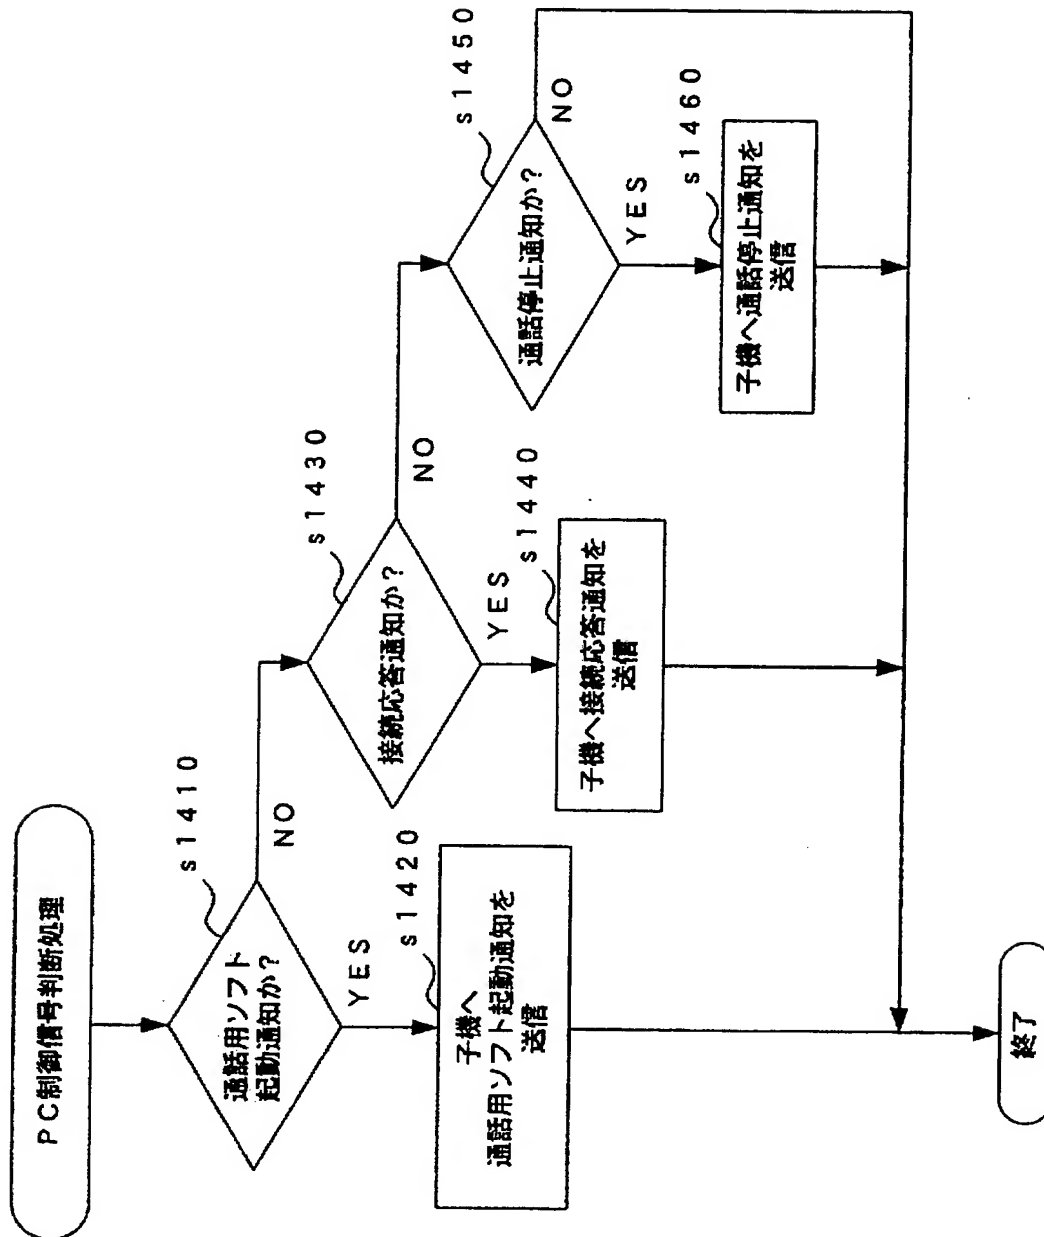 PC制御信号判断処理
s1410
通話用ソフト
起動通知か?
NO
YES
s1420
子機へ
通話用ソフト起動通知を
送信
s1430
接続応答通知か?
NO
YES
s1440
子機へ接続応答通知を
送信
s1450
通話停止通知か?
NO
YES
s1460
子機へ通話停止通知を
送信
終了